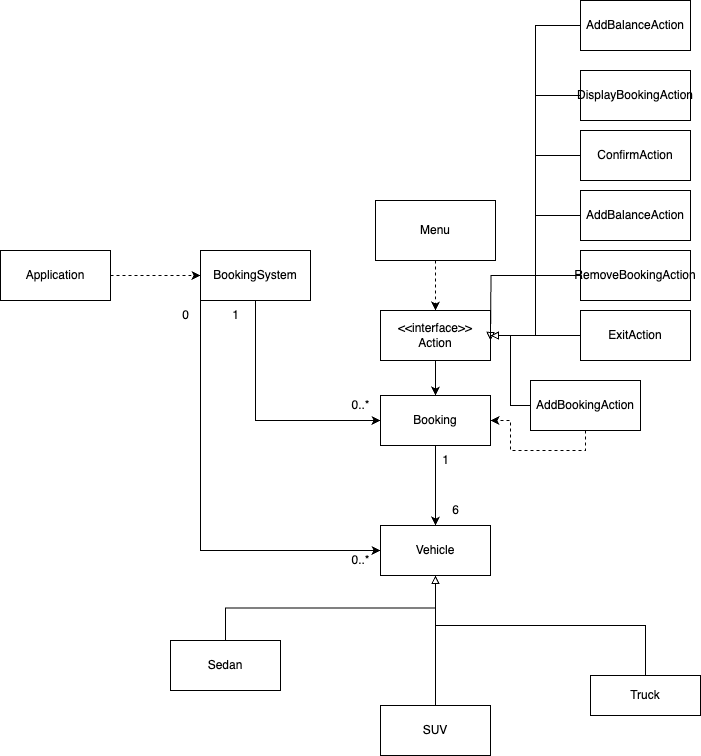 AddBalanceAction
DisplayBookingAction
ConfirmAction
AddBalanceAction
Menu
Application
BookingSystem
RemoveBookingAction
0
1
<<interface>>
Action
ExitAction
0..*
Booking
AddBookingAction
1
6
Vehicle
0..*
Sedan
Truck
SUV